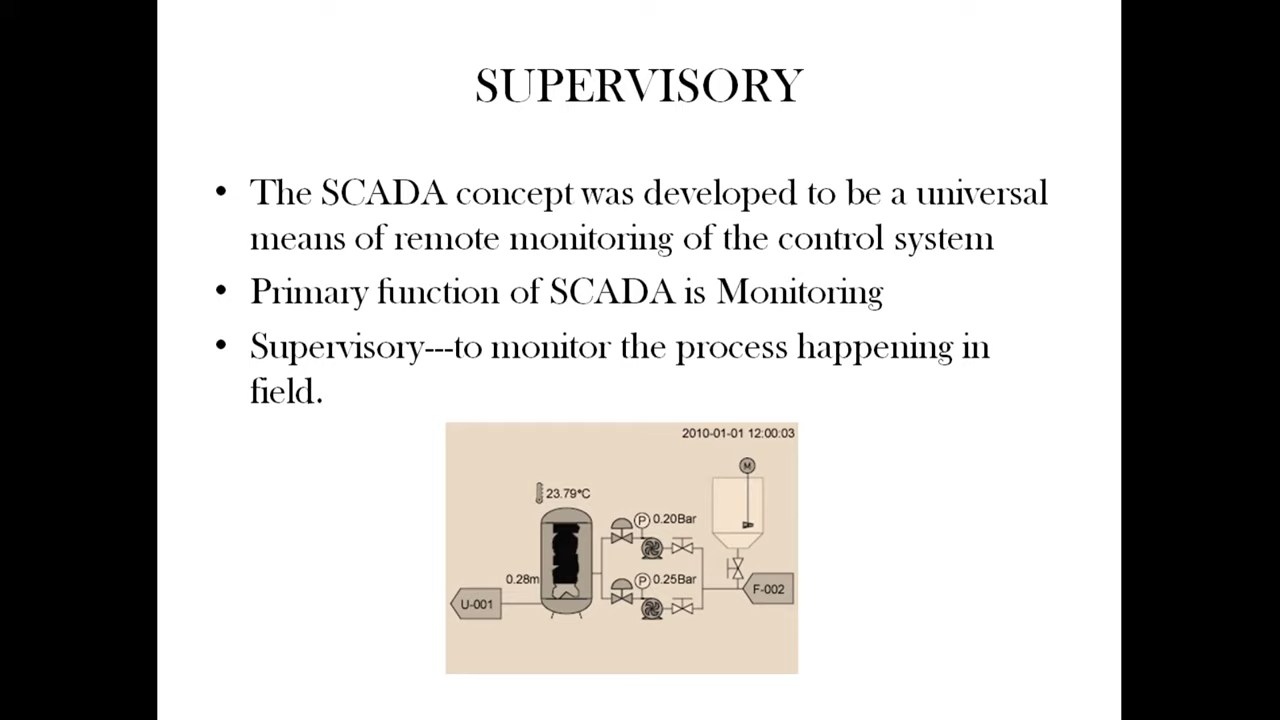 SUPERVISORY
• The SCADA concept was developed to be a universal
means of remote monitoring of the control system
• Primary function of SCADA is Monitoring
• Supervisory---to monitor the process happening in
field.
2010-01-01 12:00:03
M
23.79°C
P 0.20Bar
0.28m
P 0.25Bar
F-002
U-001